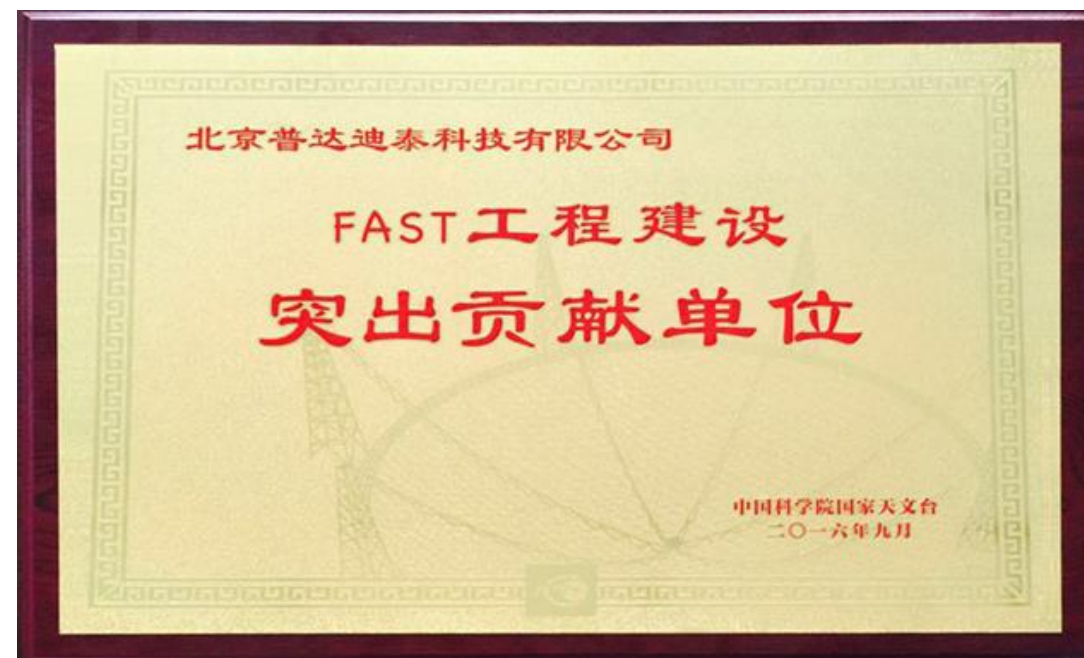 北京普达迪泰科技有限公司
FAST工程建设
突出贡献单位
中国科学院国家天文台
二〇一六年九月